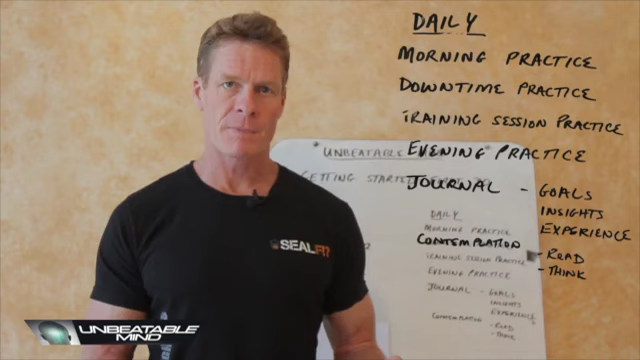 DAILY
MORNING PRACTICE
DOWNTIME PRACTICE
TRAINING SESSION PRACTICE
EVENING PRACTICE
JOURNAL - GOALS
INSIGHTS
EXPERIENCE
- READ
- THINK
CONTEMPLATION
UNBEATABLE
GETTING STARTED
DAILY
MORNING PRACTICE
TRAINING SESSION PRACTICE
EVENING PRACTICE
JOURNAL - GOALS
INSIGHTS
EXPERIENCE
CONTEMPLATION - READ
- THINK
SEALFIT
UNBEATABLE
MIND